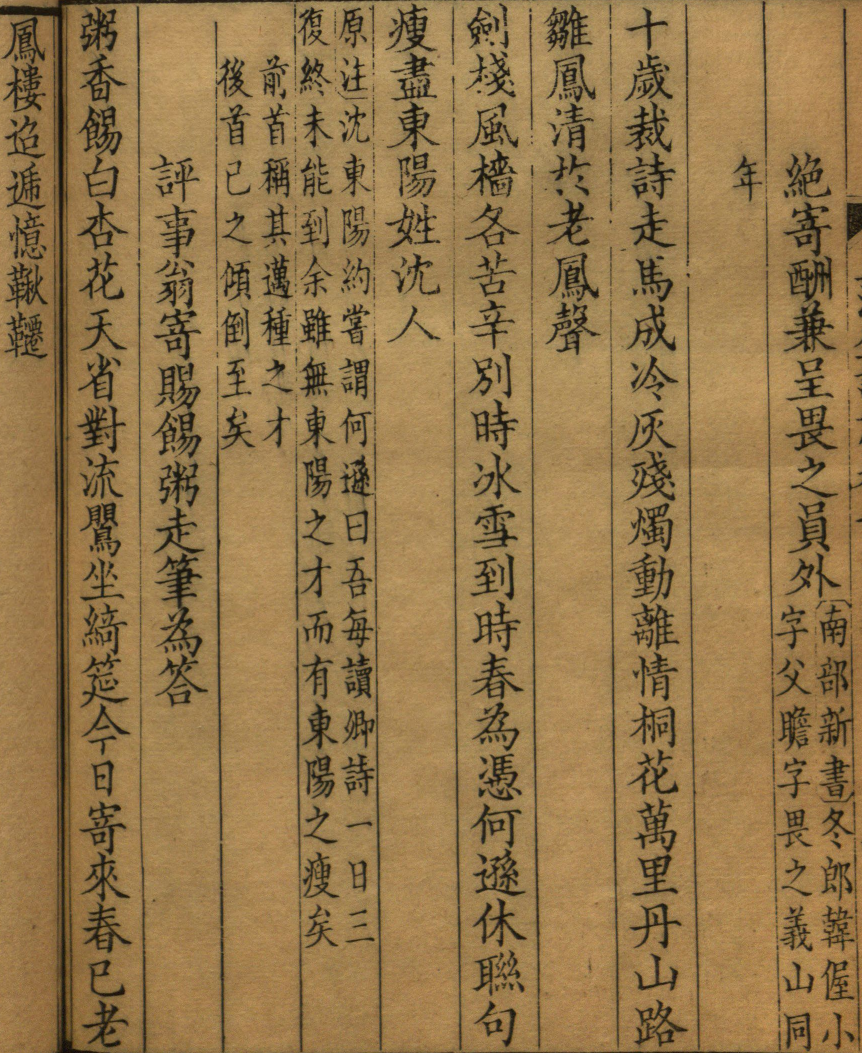 絶寄酬兼呈畏之員外南部新書冬郎韓偓小
字父瞻字畏之義山同
年
十歲裁詩走馬成冷灰殘燭動離情桐花萬里丹山路
雛鳳清於老鳳聲
劍棧風檣各苦辛別時冰雪到時春為憑何遜休聯句
瘦盡東陽姓沈人
原注沈東陽約嘗謂何遜曰吾每讀卿詩一日三
復終未能到余雖無東陽之才而有東陽之瘦矣
前首稱其邁種之才
後首已之傾倒至矣
評事翁寄賜餳粥走筆為答
粥香餳白杏花天省對流鶯坐綺筵今日寄來春已老
鳳樓迢遞憶鞦韆